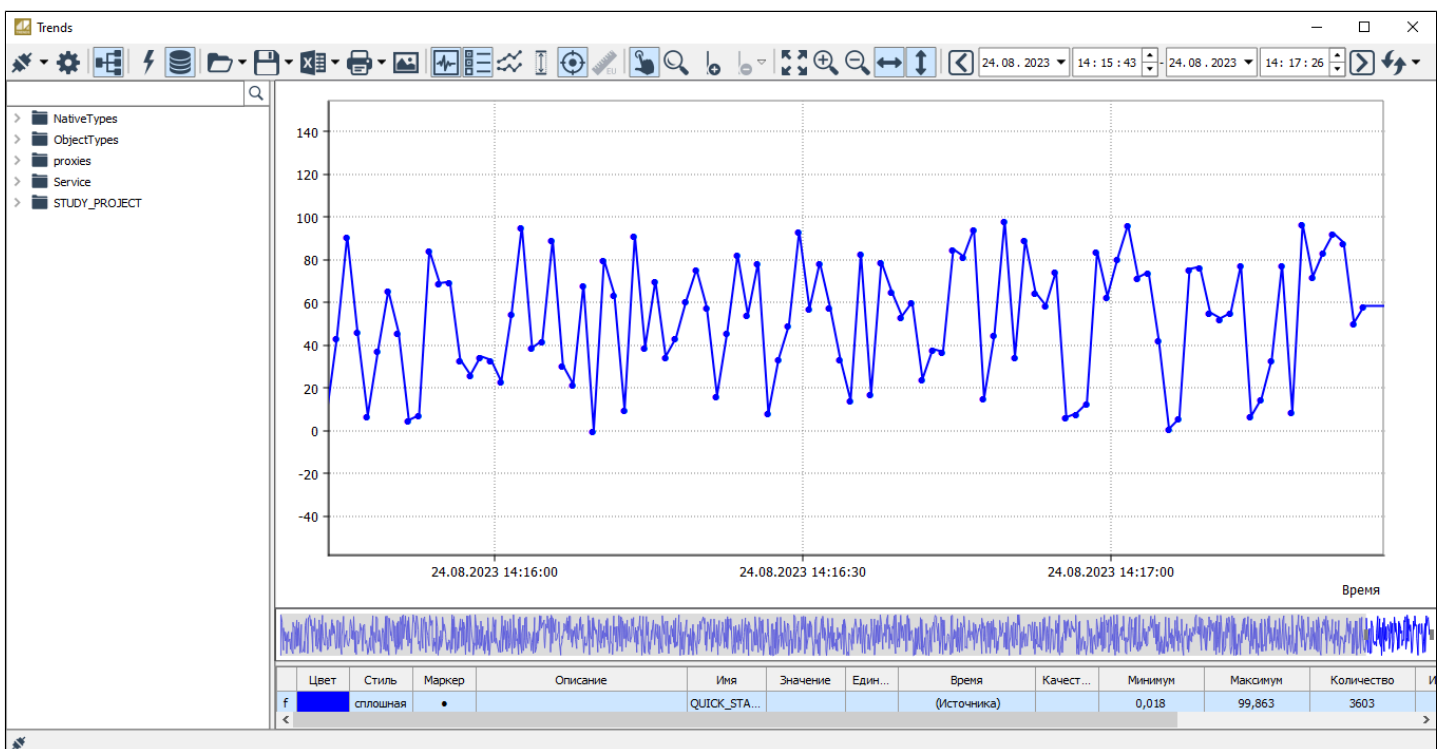 Trends
EU
24.08.2023 14:15:43 - 24.08.2023 14:17:26
NativeTypes
ObjectTypes
proxies
Service
STUDY_PROJECT
140
120
100
80
60
40
20
0
-20
-40
24.08.2023 14:16:00 24.08.2023 14:16:30 24.08.2023 14:17:00
Время
Цвет Стиль Маркер Описание Имя Значение Един... Время Качест... Минимум Максимум Количество И
f сплошная • QUICK_STA... (Источника) 0,018 99,863 3603